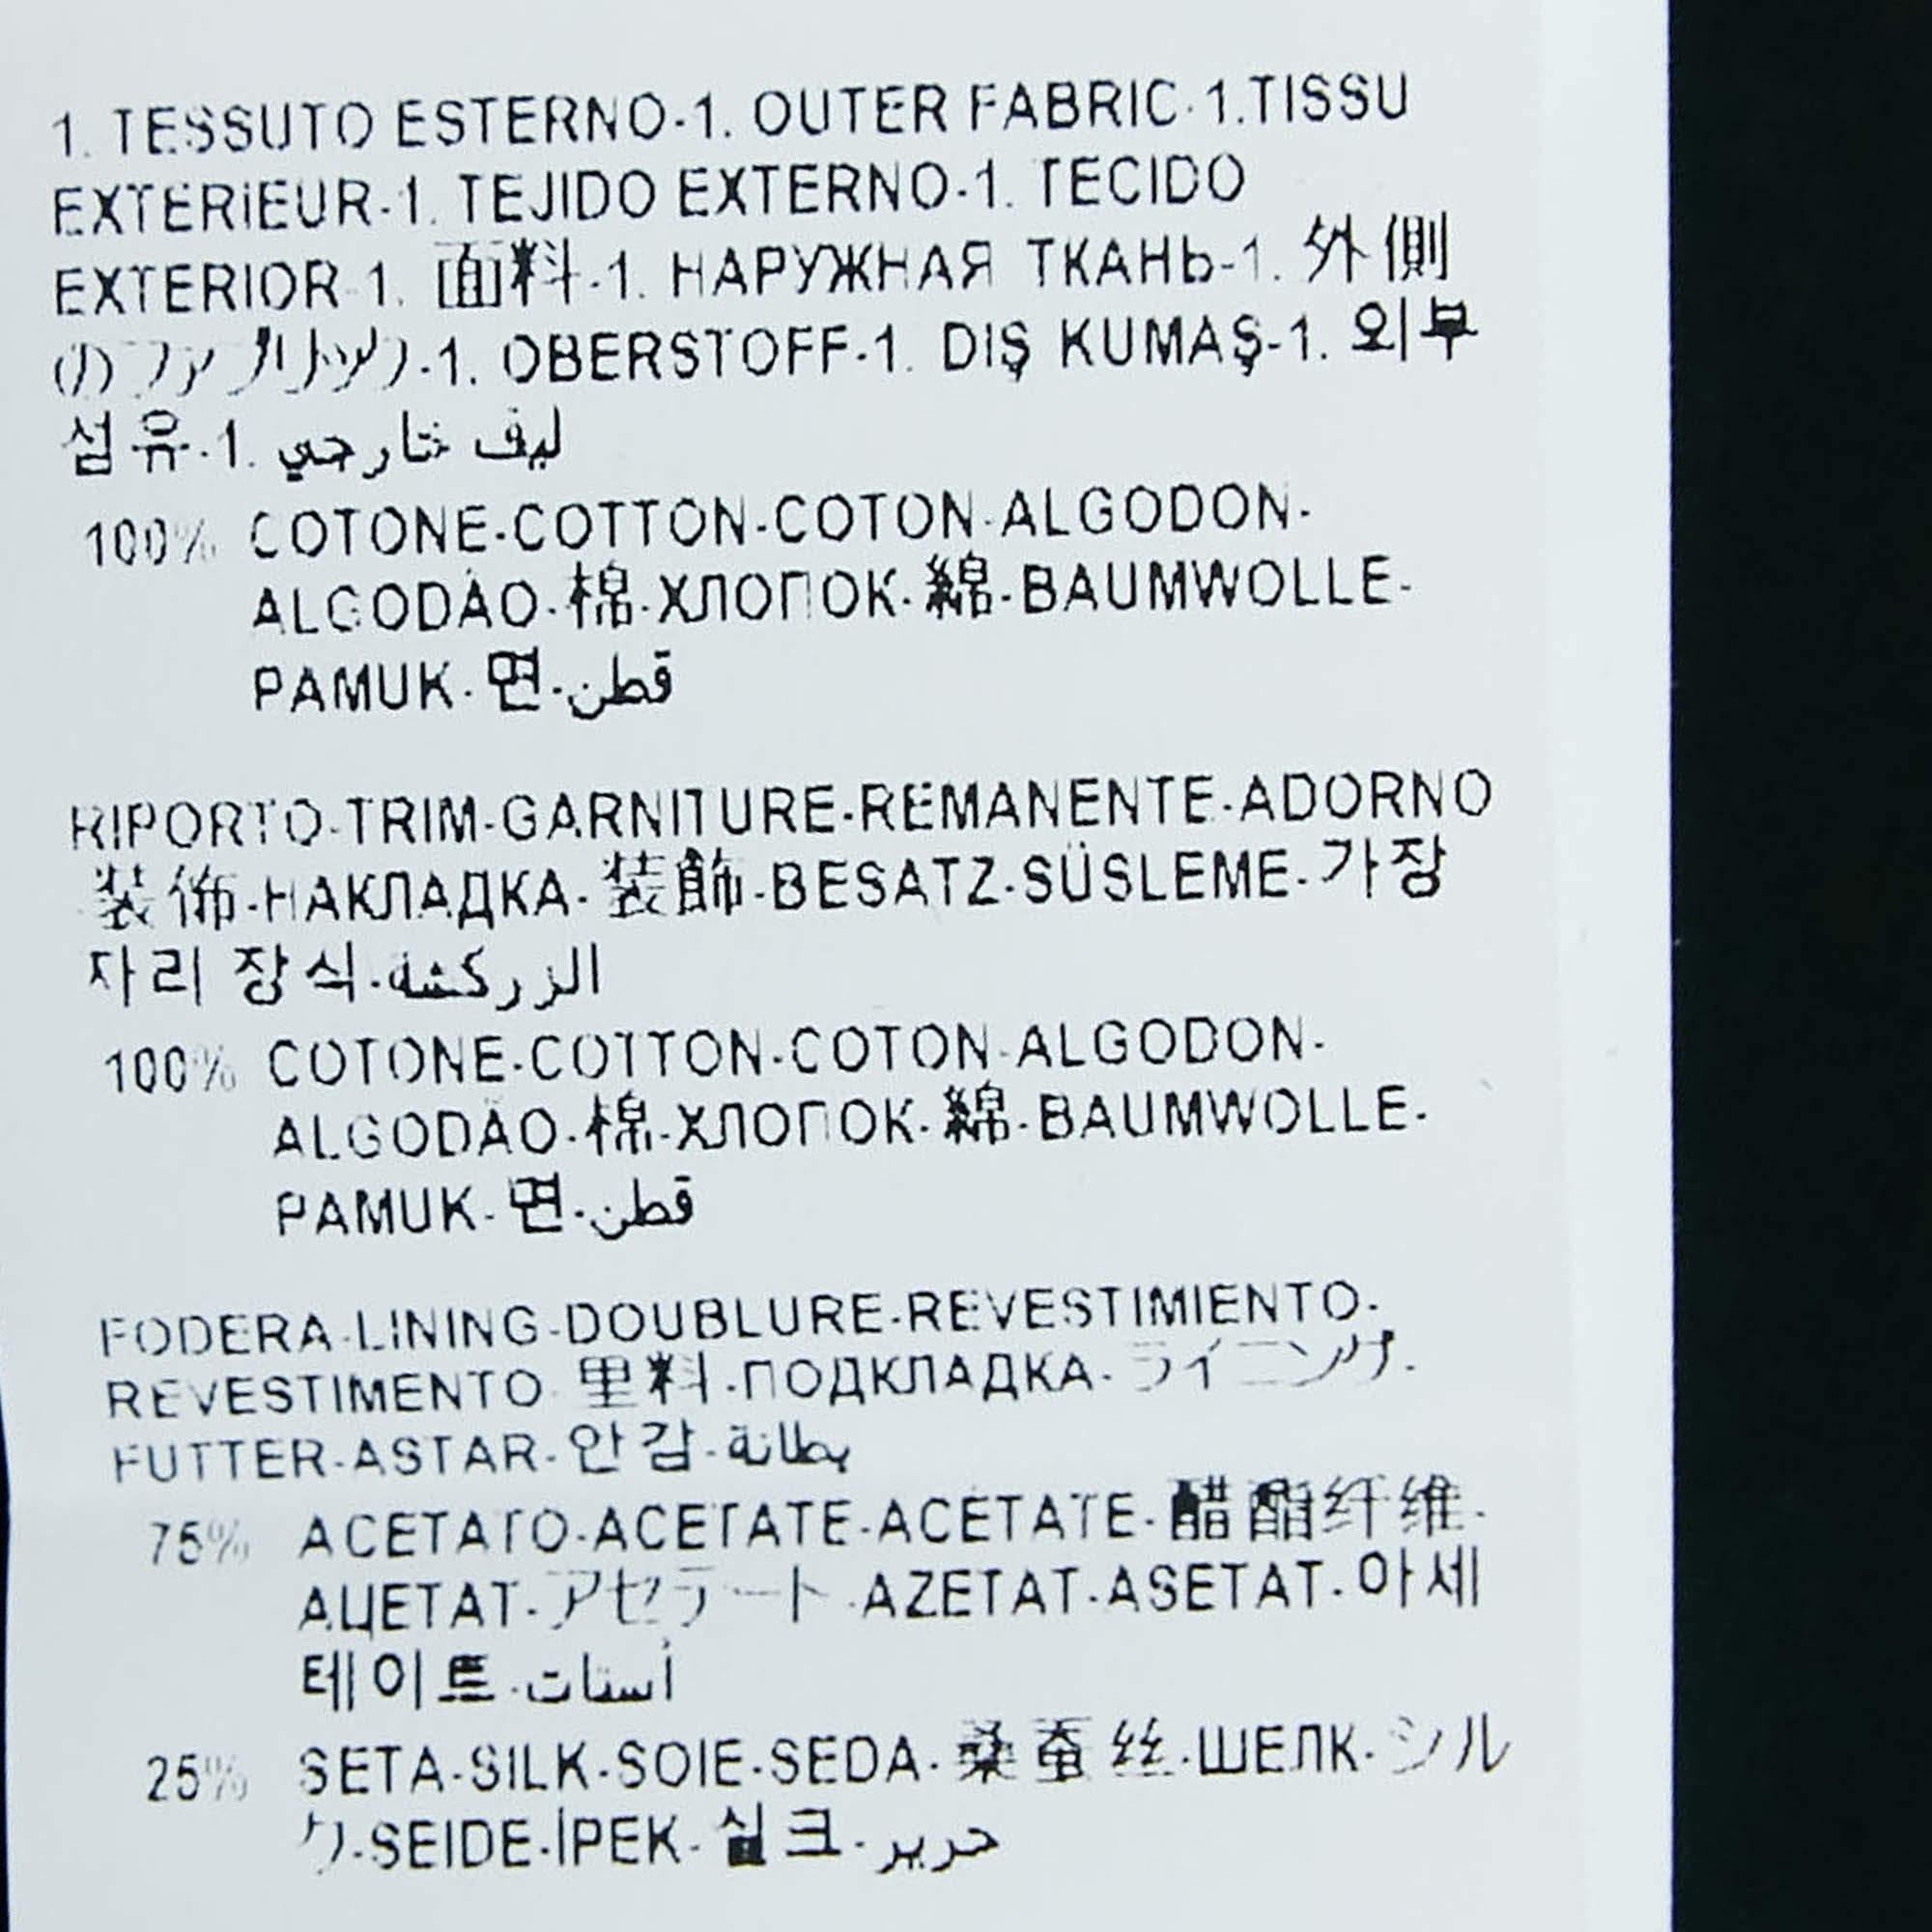 1. TESSUTO ESTERNO-1. OUTER FABRIC-1.TISSU
EXTERIEUR-1. TEJIDO EXTERNO-1. TECIDO
EXTERIOR-1. 面料-1. НАРУЖНАЯ ТКАНЬ-1. 外側
のファブリック-1. OBERSTOFF-1. DIŞ KUMAŞ-1. 외부
섬유-1. ليف خارجي
100% COTONE-COTTON-COTON-ALGODON-
ALGODÃO-棉-ХЛОПОК-綿-BAUMWOLLE-
PAMUK-면-قطن
RIPORTO-TRIM-GARNITURE-REMANENTE-ADORNO
装饰-НАКЛАДКА-装飾-BESATZ-SÜSLEME-가장
자리 장식-الزركشة
100% COTONE-COTTON-COTON-ALGODON-
ALGODÃO-棉-ХЛОПОК-綿-BAUMWOLLE-
PAMUK-면-قطن
FODERA-LINING-DOUBLURE-REVESTIMIENTO-
REVESTIMENTO-里料-ПОДКЛАДКА-ライニング-
FUTTER-ASTAR-안감-بطانة
75% ACETATO-ACETATE-ACÉTATE-醋酯纤维-
АЦЕТАТ-アセテート-AZETAT-ASETAT-아세
테이트-أستات
25% SETA-SILK-SOIE-SEDA-桑蚕丝-ШЕЛК-シル
ク-SEIDE-İPEK-실크-حرير